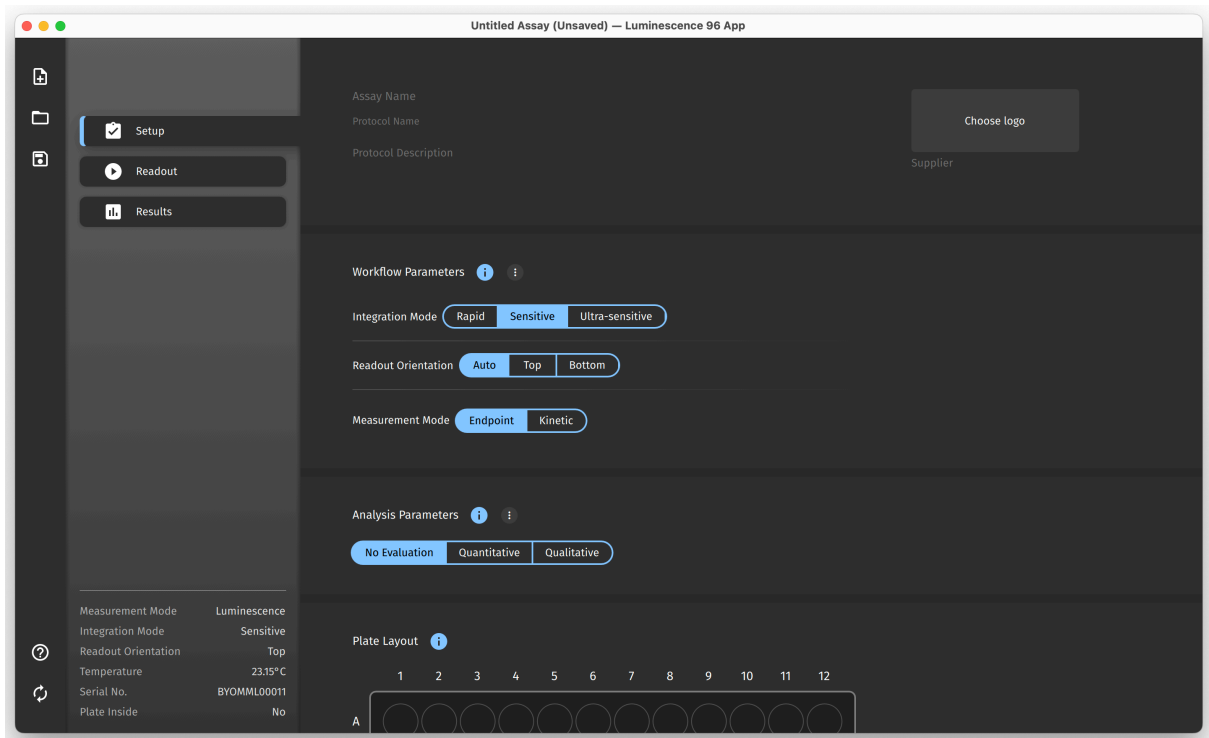 Untitled Assay (Unsaved) — Luminescence 96 App
Setup
Readout
Results
Measurement Mode Luminescence
Integration Mode Sensitive
Readout Orientation Top
Temperature 23.15°C
Serial No. BYOMML00011
Plate Inside No
Assay Name
Protocol Name
Protocol Description
Choose logo
Supplier
Workflow Parameters
Integration Mode Rapid Sensitive Ultra-sensitive
Readout Orientation Auto Top Bottom
Measurement Mode Endpoint Kinetic
Analysis Parameters
No Evaluation Quantitative Qualitative
Plate Layout
1 2 3 4 5 6 7 8 9 10 11 12
A